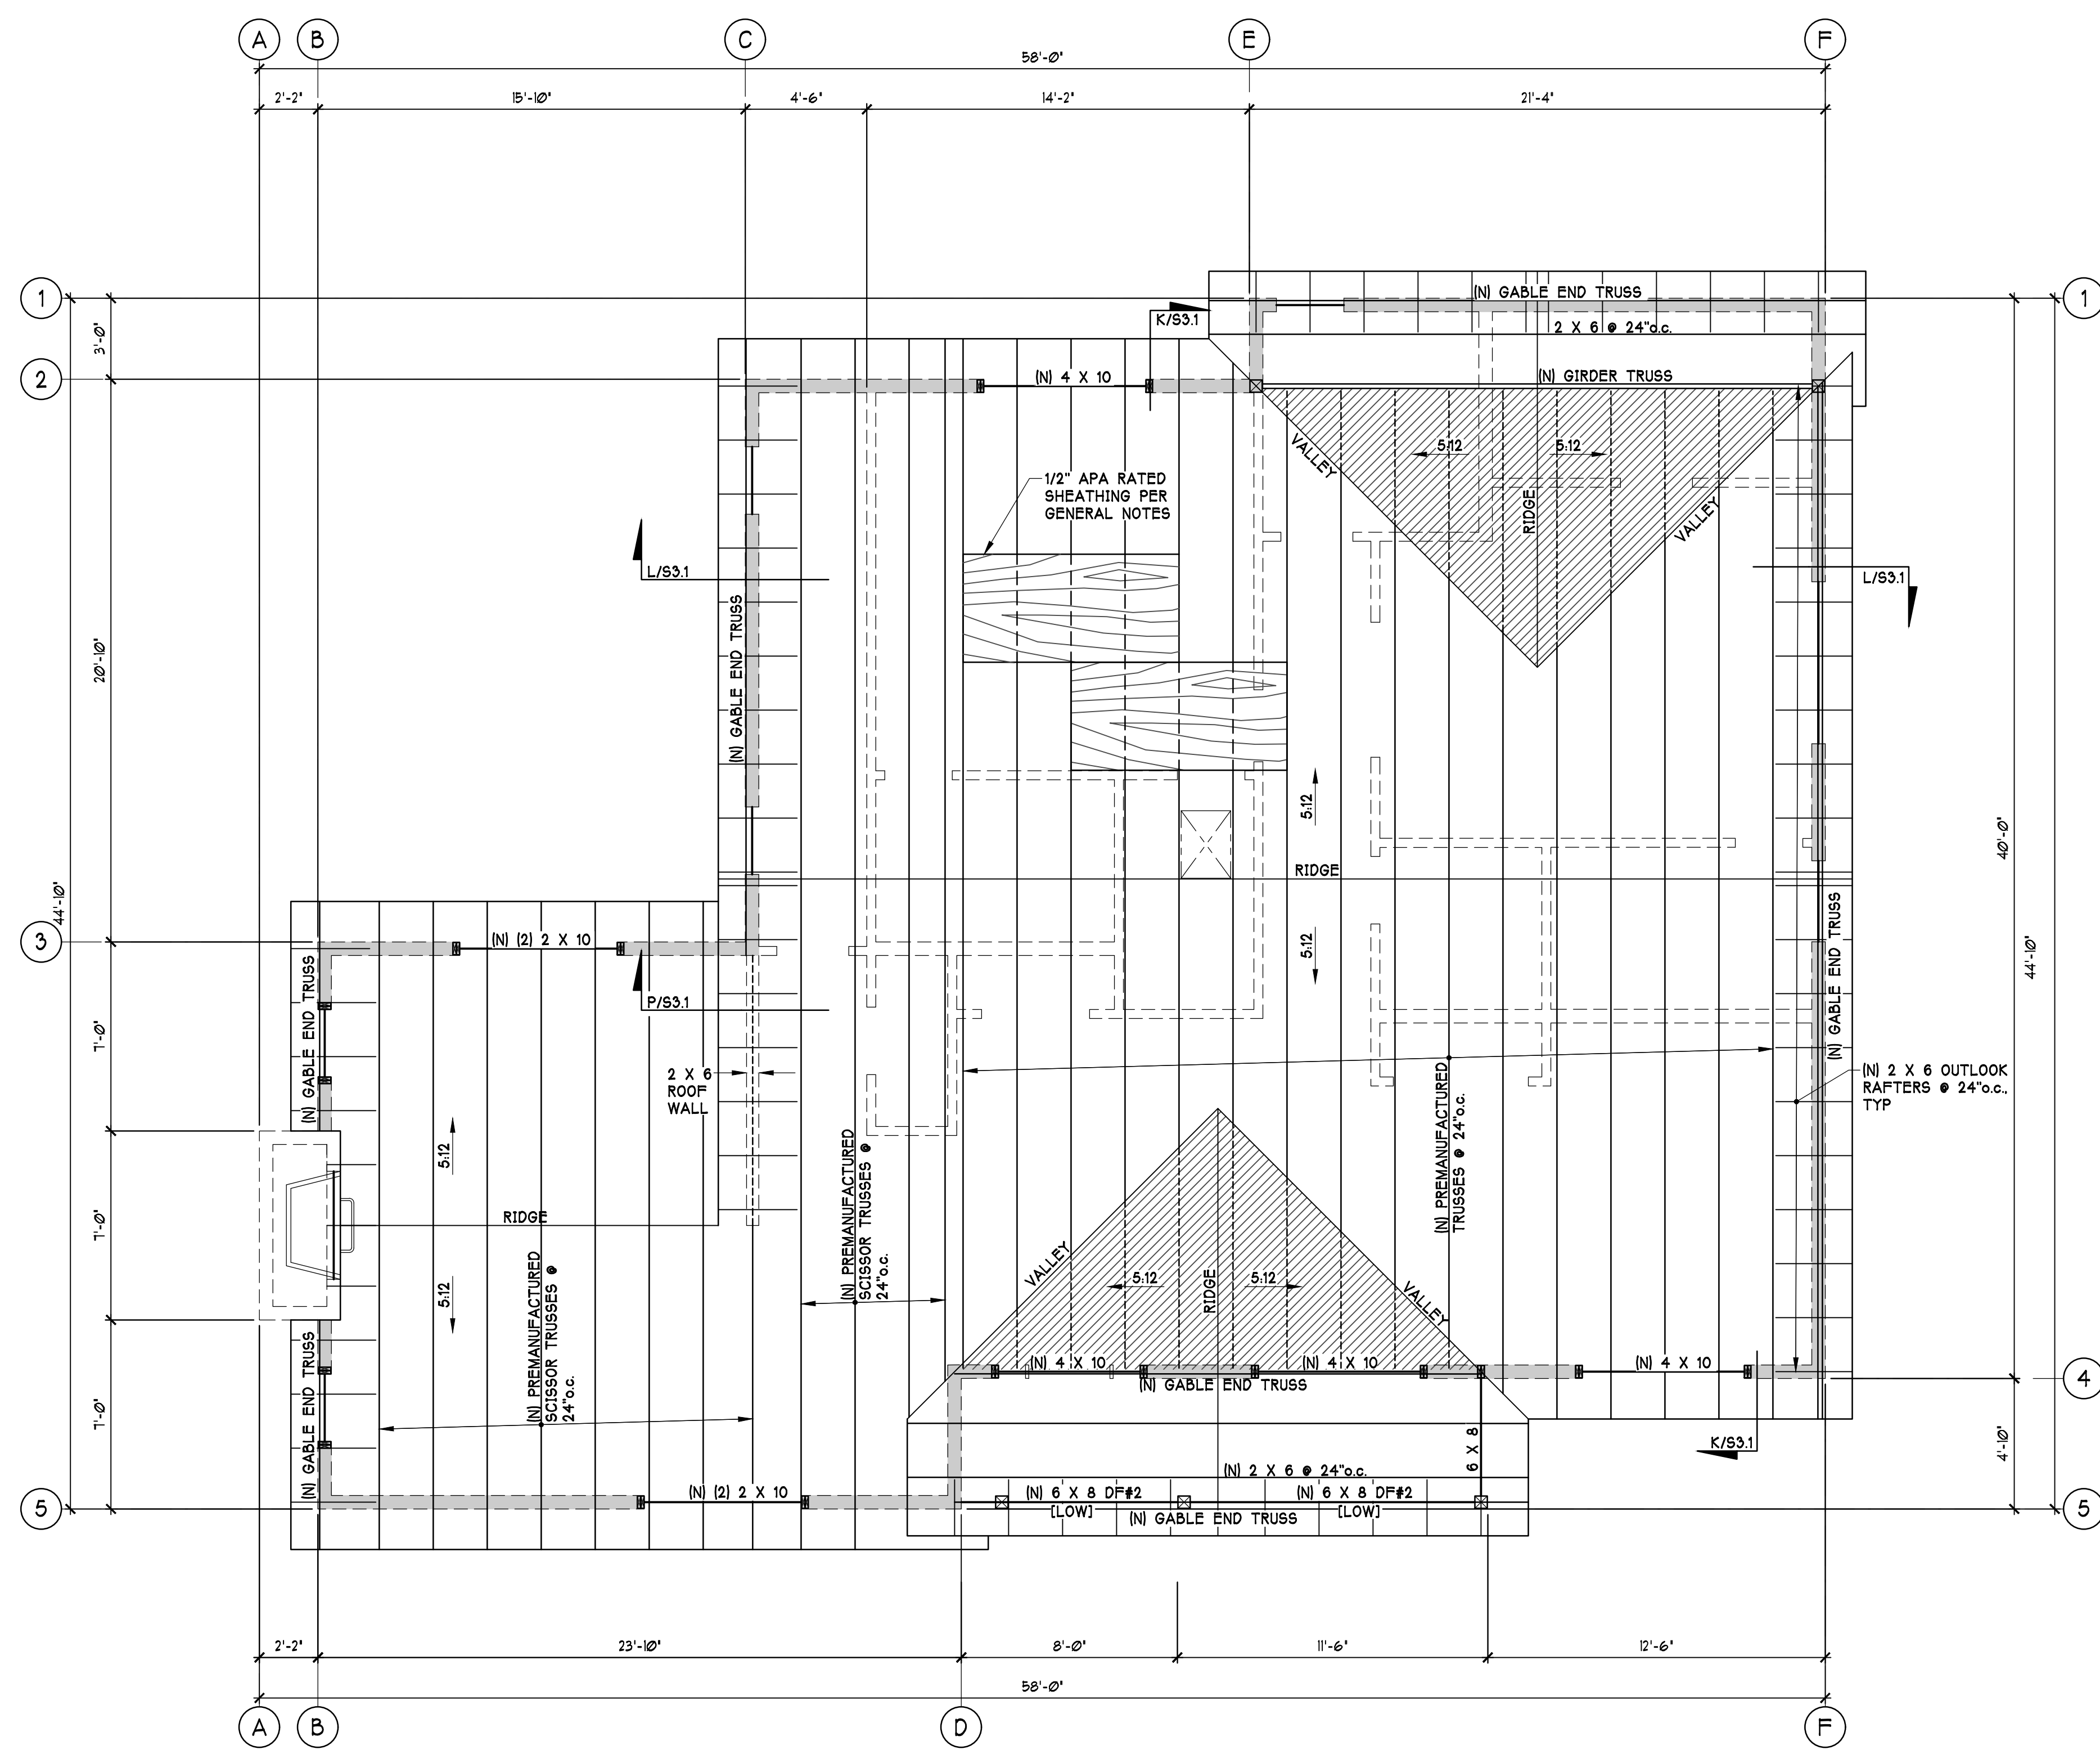 A
B
C
E
F
58'-0"
2'-2"
15'-10"
4'-6"
14'-2"
21'-4"
1
1
(N) GABLE END TRUSS
K/S3.1
2 X 6 @ 24"o.c.
3'-0"
2
(N) 4 X 10
(N) GIRDER TRUSS
VALLEY
5:12
5:12
RIDGE
VALLEY
1/2" APA RATED
SHEATHING PER
GENERAL NOTES
L/S3.1
L/S3.1
(N) GABLE END TRUSS
20'-10"
5:12
40'-0"
RIDGE
44'-10"
44'-10"
3
(N) (2) 2 X 10
5:12
(N) GABLE END TRUSS
(N) GABLE END TRUSS
P/S3.1
7'-0"
2 X 6
ROOF
WALL
(N) 2 X 6 OUTLOOK
RAFTERS @ 24"o.c.,
TYP
5:12
(N) PREMANUFACTURED
SCISSOR TRUSSES @
24"o.c.
(N) PREMANUFACTURED
TRUSSES @ 24"o.c.
7'-0"
RIDGE
5:12
(N) PREMANUFACTURED
SCISSOR TRUSSES @
24"o.c.
VALLEY
5:12
RIDGE
5:12
VALLEY
(N) GABLE END TRUSS
7'-0"
(N) 4 X 10
(N) 4 X 10
(N) 4 X 10
(N) GABLE END TRUSS
4
6 X 8
K/S3.1
4'-10"
(N) 2 X 6 @ 24"o.c.
(N) (2) 2 X 10
(N) 6 X 8 DF#2
[LOW]
(N) 6 X 8 DF#2
[LOW]
(N) GABLE END TRUSS
5
5
2'-2"
23'-10"
8'-0"
11'-6"
12'-6"
58'-0"
A
B
D
F